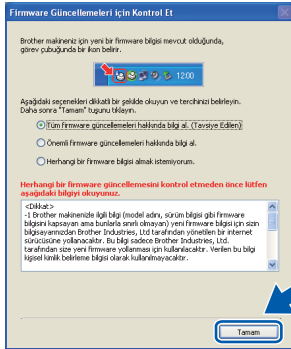 Firmware Güncellemeleri için Kontrol Et
Brother makineniz için yeni bir firmware bilgisi mevcut olduğunda,
görev çubuğunda bir ikon belirir.
12:00
Aşağıdaki seçenekleri dikkatli bir şekilde okuyun ve tercihinizi belirleyin.
Daha sonra "Tamam" tuşunu tıklayın.
Tüm firmware güncellemeleri hakkında bilgi al. (Tavsiye Edilen)
Önemli firmware güncellemeleri hakkında bilgi al.
Herhangi bir firmware bilgisi almak istemiyorum.
Herhangi bir firmware güncellemesini kontrol etmeden önce lütfen
aşağıdaki bilgiyi okuyunuz.
<Dikkat>
-1 Brother makinenizle ilgili bilgi (model adını, sürüm bilgisi gibi firmware
bilgisini kapsayan ama bunlarla sınırlı olmayan) yeni firmware bilgisi için sizin
bilgisayarınızdan Brother Industries, Ltd tarafından yönetilen bir internet
sürücüsüne yollanacaktır. Bu bilgi sadece Brother Industries, Ltd.
tarafından size yeni firmware yollanması için kullanılacaktır. Verilen bu bilgi
kişisel kimlik belirleme bilgisi olarak kullanılmayacaktır.
Tamam